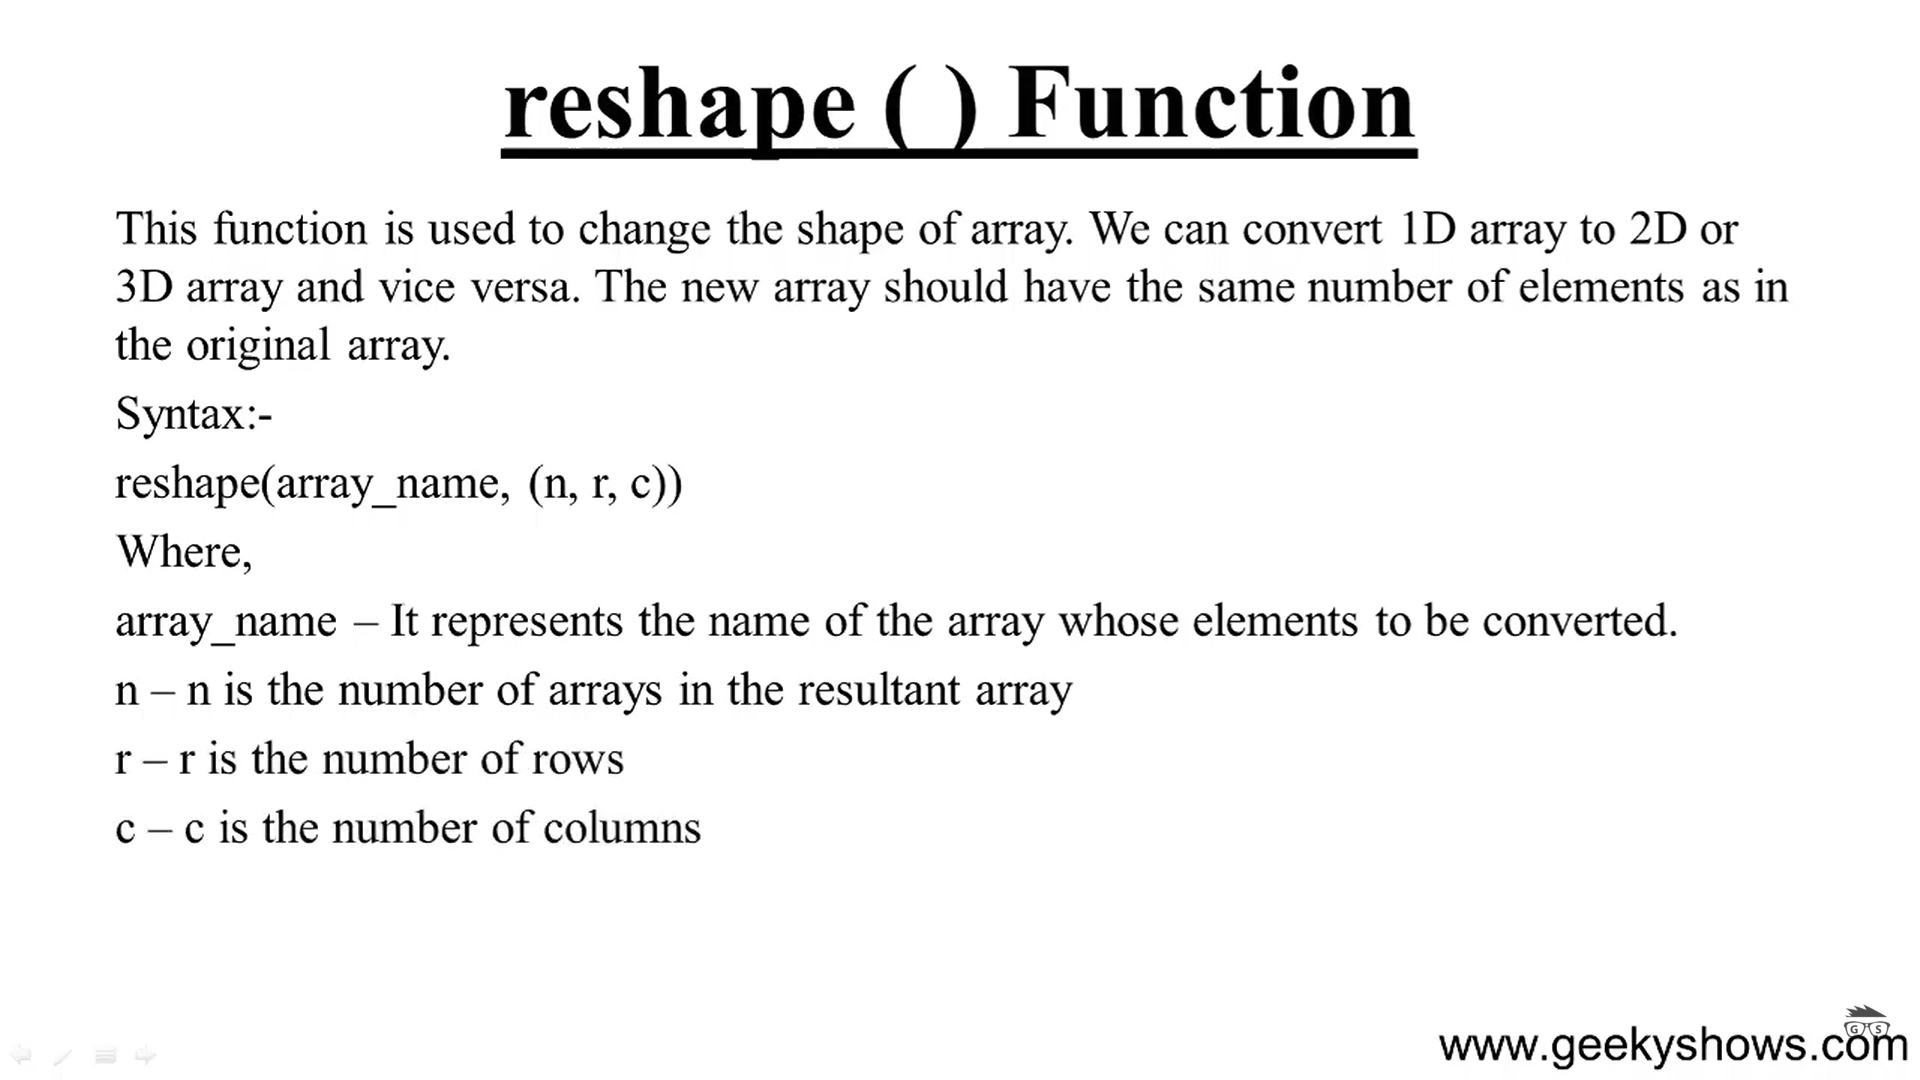 reshape ( ) Function
This function is used to change the shape of array. We can convert 1D array to 2D or
3D array and vice versa. The new array should have the same number of elements as in
the original array.
Syntax:-
reshape(array_name, (n, r, c))
Where,
array_name – It represents the name of the array whose elements to be converted.
n – n is the number of arrays in the resultant array
r – r is the number of rows
c – c is the number of columns
G S
www.geekyshows.com